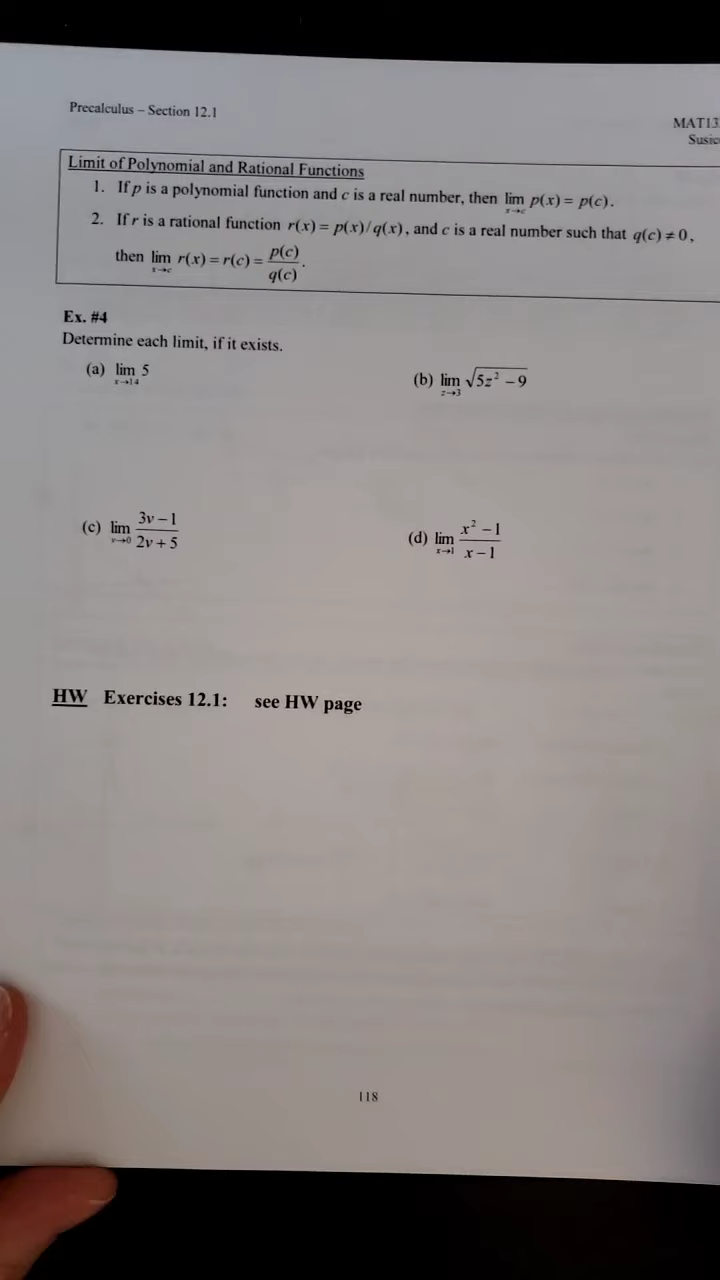 Precalculus – Section 12.1
MAT13
Susic
Limit of Polynomial and Rational Functions
1. If p is a polynomial function and c is a real number, then lim x→c p(x) = p(c).
2. If r is a rational function r(x) = p(x)/q(x), and c is a real number such that q(c) ≠ 0,
then lim x→c r(x) = r(c) = p(c)/q(c).
Ex. #4
Determine each limit, if it exists.
(a) lim x→14 5
(b) lim z→3 √(5z² – 9)
(c) lim v→0 (3v – 1)/(2v + 5)
(d) lim x→1 (x² – 1)/(x – 1)
HW Exercises 12.1: see HW page
118